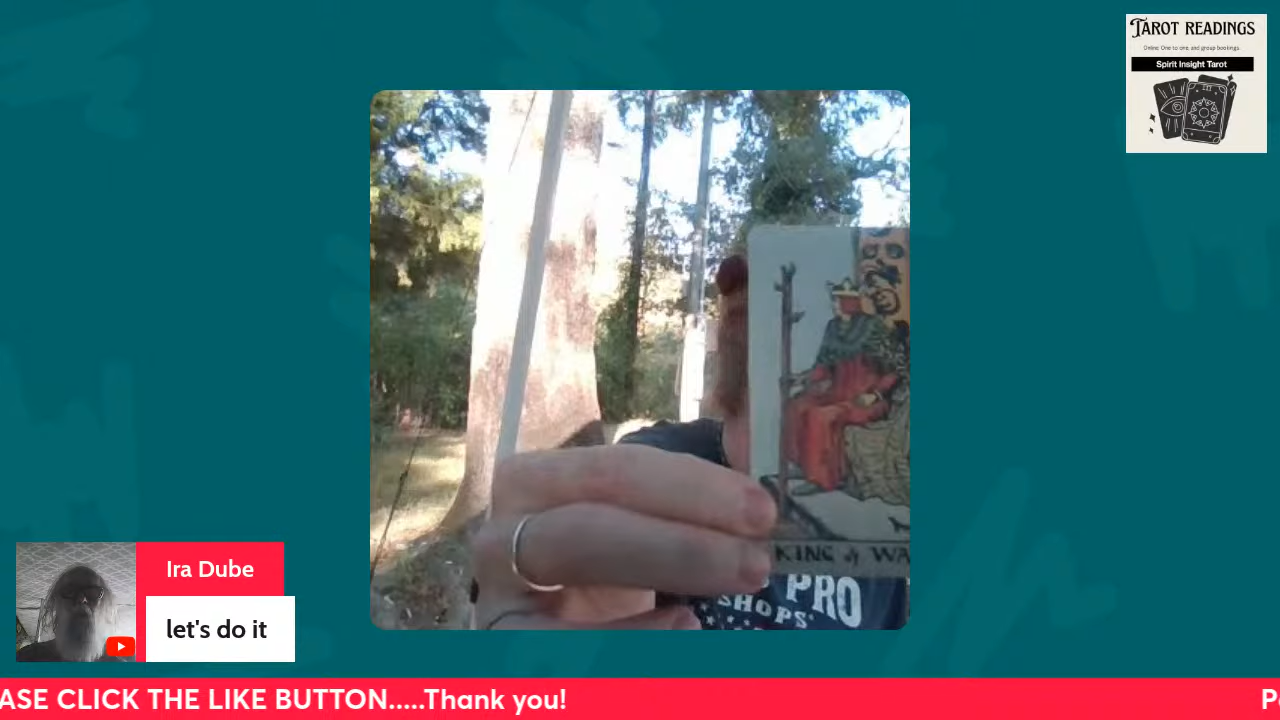 TAROT READINGS
Online: One to one, and group bookings.
Spirit Insight Tarot
KING of WA
PRO
SHOPS
Ira Dube
let's do it
ASE CLICK THE LIKE BUTTON.....Thank you!